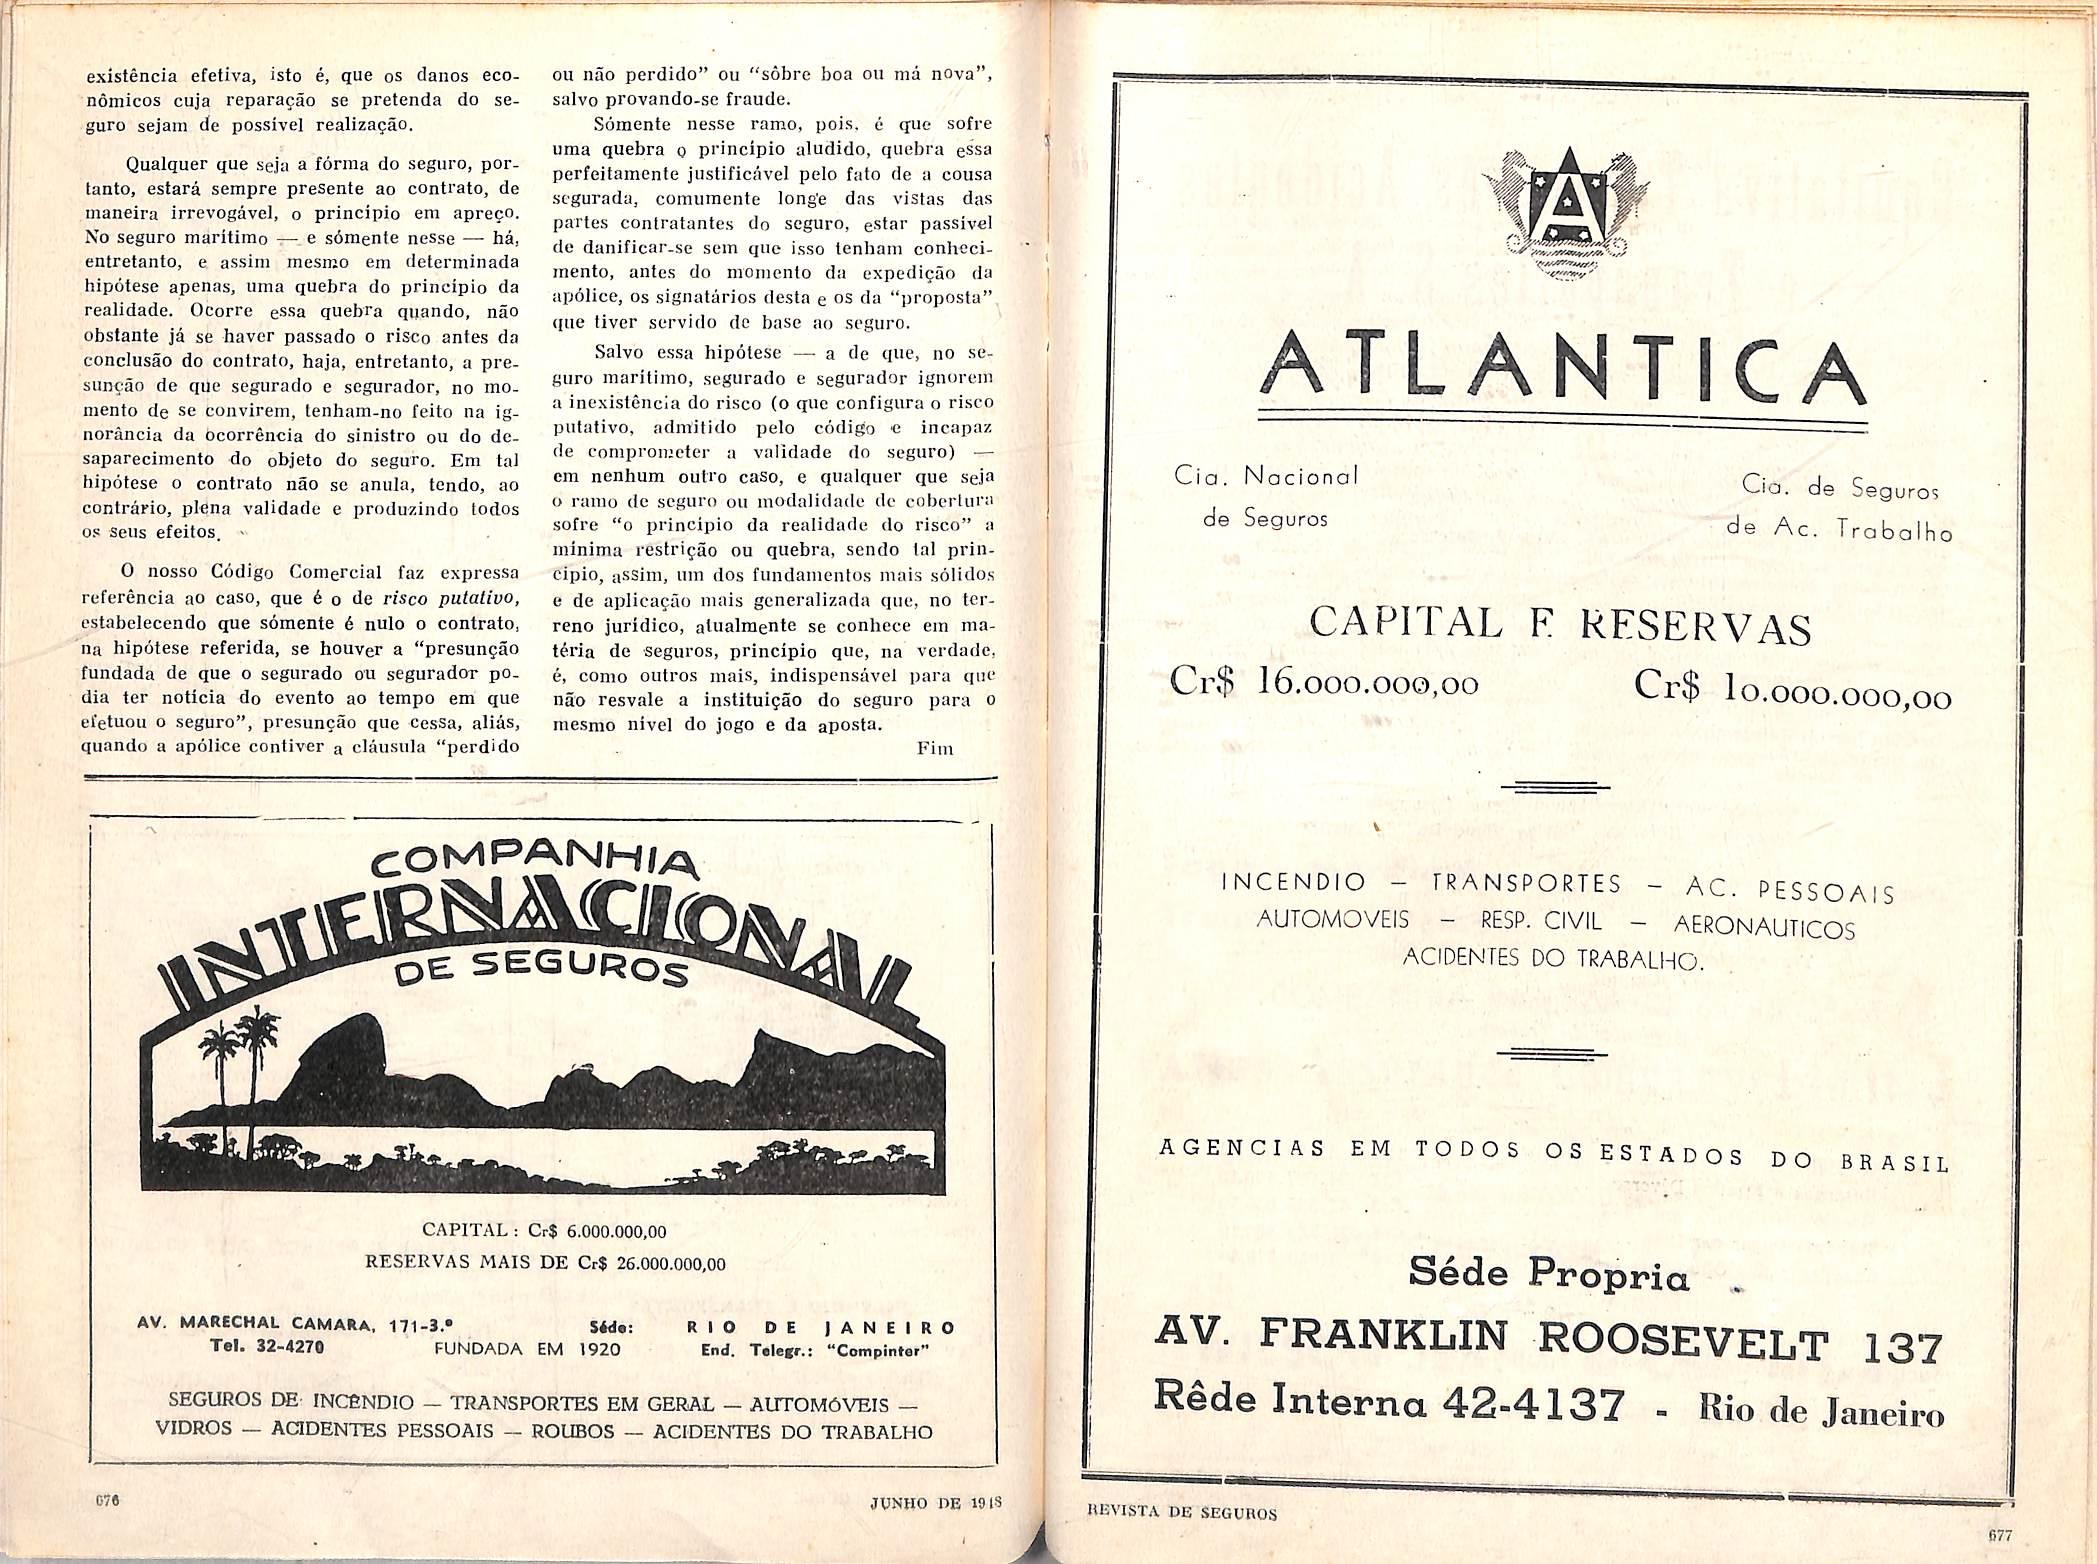 existência efetiva, isto é, que os danos eco-
nômicos cuja reparação se pretenda do se-
guro sejam de possível realização.
Qualquer que seja a fórma do seguro, por-
tanto, estará sempre presente ao contrato, de
maneira irrevogável, o princípio em apreço.
No seguro marítimo — e sómente nesse — há,
entretanto, e assim mesmo em determinada
hipótese apenas, uma quebra do princípio da
realidade. Ocorre essa quebra quando, não
obstante já se haver passado o risco antes da
conclusão do contrato, haja, entretanto, a pre-
sunção de que segurado e segurador, no mo-
mento de se convirem, tenham-no feito na ig-
norância da ocorrência do sinistro ou do de-
saparecimento do objeto do seguro. Em tal
hipótese o contrato não se anula, tendo, ao
contrário, plena validade e produzindo todos
os seus efeitos.
O nosso Código Comercial faz expressa
referência ao caso, que é o de risco putativo,
estabelecendo que sómente é nulo o contrato,
na hipótese referida, se houver a “presunção
fundada de que o segurado ou segurador po-
dia ter notícia do evento ao tempo em que
efetuou o seguro”, presunção que cessa, aliás,
quando a apólice contiver a cláusula “perdido
ou não perdido” ou “sôbre boa ou má nova”,
salvo provando-se fraude.
Sómente nesse ramo, pois, é que sofre
uma quebra o princípio aludido, quebra essa
perfeitamente justificável pelo fato de a cousa
segurada, comumente longe das vistas das
partes contratantes do seguro, estar passível
de danificar-se sem que isso tenham conheci-
mento, antes do momento da expedição da
apólice, os signatários desta e os da “proposta”
que tiver servido de base ao seguro.
Salvo essa hipótese — a de que, no se-
guro marítimo, segurado e segurador ignorem
a inexistência do risco (o que configura o risco
putativo, admitido pelo código e incapaz
de comprometer a validade do seguro) —
em nenhum outro caso, e qualquer que seja
o ramo de seguro ou modalidade de cobertura
sofre “o princípio da realidade do risco” a
mínima restrição ou quebra, sendo tal prin-
cípio, assim, um dos fundamentos mais sólidos
e de aplicação mais generalizada que, no ter-
reno jurídico, atualmente se conhece em ma-
téria de seguros, princípio que, na verdade,
é, como outros mais, indispensável para que
não resvale a instituição do seguro para o
mesmo nível do jogo e da aposta.
Fim
COMPANHIA
INTERNACIONAL
DE SEGUROS
CAPITAL : Cr$ 6.000.000,00
RESERVAS MAIS DE Cr$ 26.000.000,00
AV. MARECHAL CAMARA, 171-3.º Séde: RIO DE JANEIRO
Tel. 32-4270 FUNDADA EM 1920 End. Telegr.: “Compinter”
SEGUROS DE INCÊNDIO — TRANSPORTES EM GERAL — AUTOMÓVEIS —
VIDROS — ACIDENTES PESSOAIS — ROUBOS — ACIDENTES DO TRABALHO
676 JUNHO DE 1948
A
ATLANTICA
Cia. Nacional
de Seguros
Cia. de Seguros
de Ac. Trabalho
CAPITAL E RESERVAS
Cr$ 16.000.000,00 Cr$ 10.000.000,00
INCENDIO — TRANSPORTES — AC. PESSOAIS
AUTOMOVEIS — RESP. CIVIL — AERONAUTICOS
ACIDENTES DO TRABALHO.
AGENCIAS EM TODOS OS ESTADOS DO BRASIL
Séde Propria
AV. FRANKLIN ROOSEVELT 137
Rêde Interna 42-4137 - Rio de Janeiro
REVISTA DE SEGUROS
677